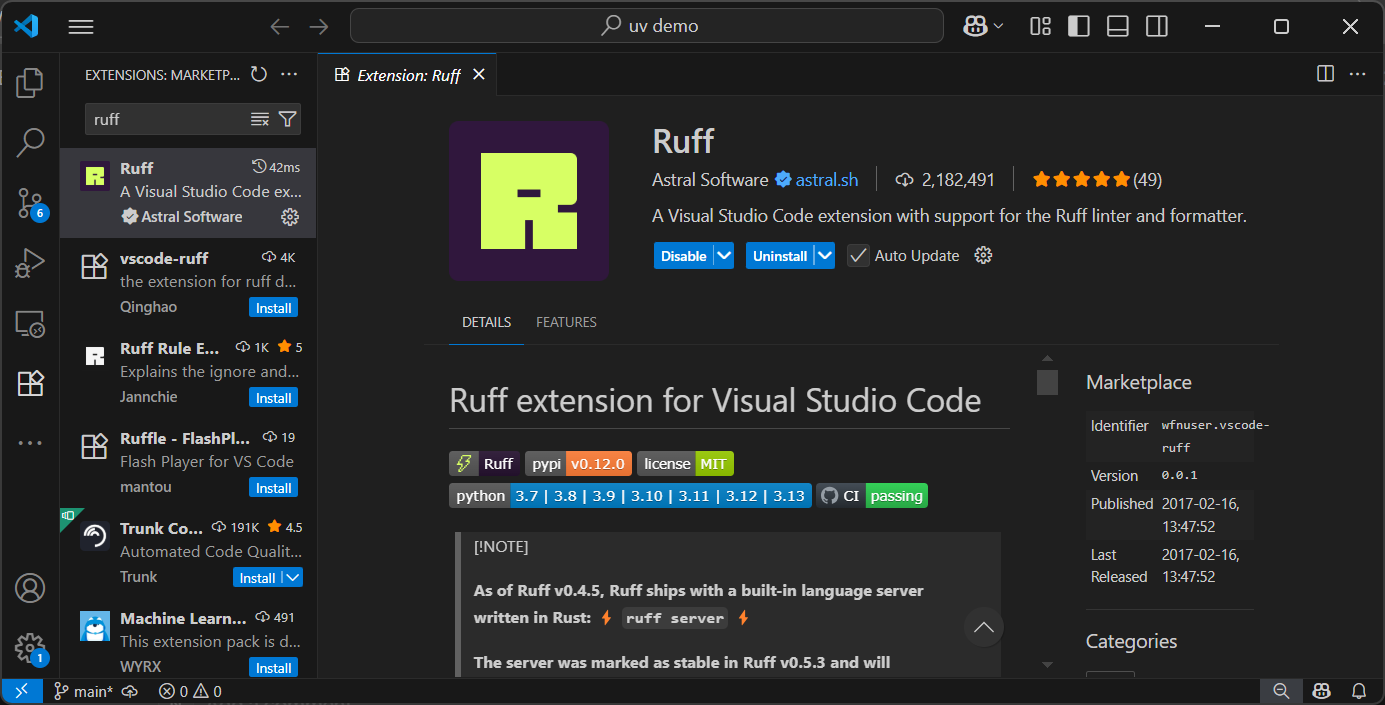 uv demo
EXTENSIONS: MARKETP...
ruff
Ruff 42ms
A Visual Studio Code ex...
Astral Software
vscode-ruff 4K
the extension for ruff d...
Qinghao Install
Ruff Rule E... 1K 5
Explains the ignore and...
Jannchie Install
Ruffle - FlashPl... 19
Flash Player for VS Code
mantou Install
Trunk Co... 191K 4.5
Automated Code Qualit...
Trunk Install
Machine Learn... 491
This extension pack is d...
WYRX Install
6
1
Extension: Ruff
Ruff
Astral Software astral.sh 2,182,491 (49)
A Visual Studio Code extension with support for the Ruff linter and formatter.
Disable Uninstall Auto Update
DETAILS FEATURES
Ruff extension for Visual Studio Code
Ruff pypi v0.12.0 license MIT
python 3.7 | 3.8 | 3.9 | 3.10 | 3.11 | 3.12 | 3.13 CI passing
[!NOTE]
As of Ruff v0.4.5, Ruff ships with a built-in language server
written in Rust: ⚡ ruff server ⚡
The server was marked as stable in Ruff v0.5.3 and will
Marketplace
Identifier wfnuser.vscode-
ruff
Version 0.0.1
Published 2017-02-16,
13:47:52
Last 2017-02-16,
Released 13:47:52
Categories
main* 0 0